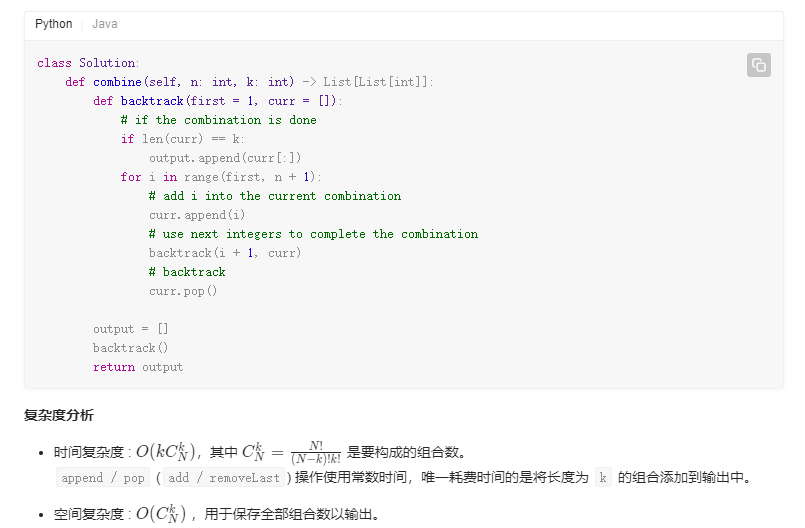 Python Java
class Solution:
    def combine(self, n: int, k: int) -> List[List[int]]:
        def backtrack(first = 1, curr = []):
            # if the combination is done
            if len(curr) == k:
                output.append(curr[:])
            for i in range(first, n + 1):
                # add i into the current combination
                curr.append(i)
                # use next integers to complete the combination
                backtrack(i + 1, curr)
                # backtrack
                curr.pop()
        output = []
        backtrack()
        return output
复杂度分析
• 时间复杂度 : $O(kC_N^k)$，其中 $C_N^k = \frac{N!}{(N-k)!k!}$ 是要构成的组合数。
append / pop ( add / removeLast ) 操作使用常数时间，唯一耗费时间的是将长度为 k 的组合添加到输出中。
• 空间复杂度 : $O(C_N^k)$ ，用于保存全部组合数以输出。